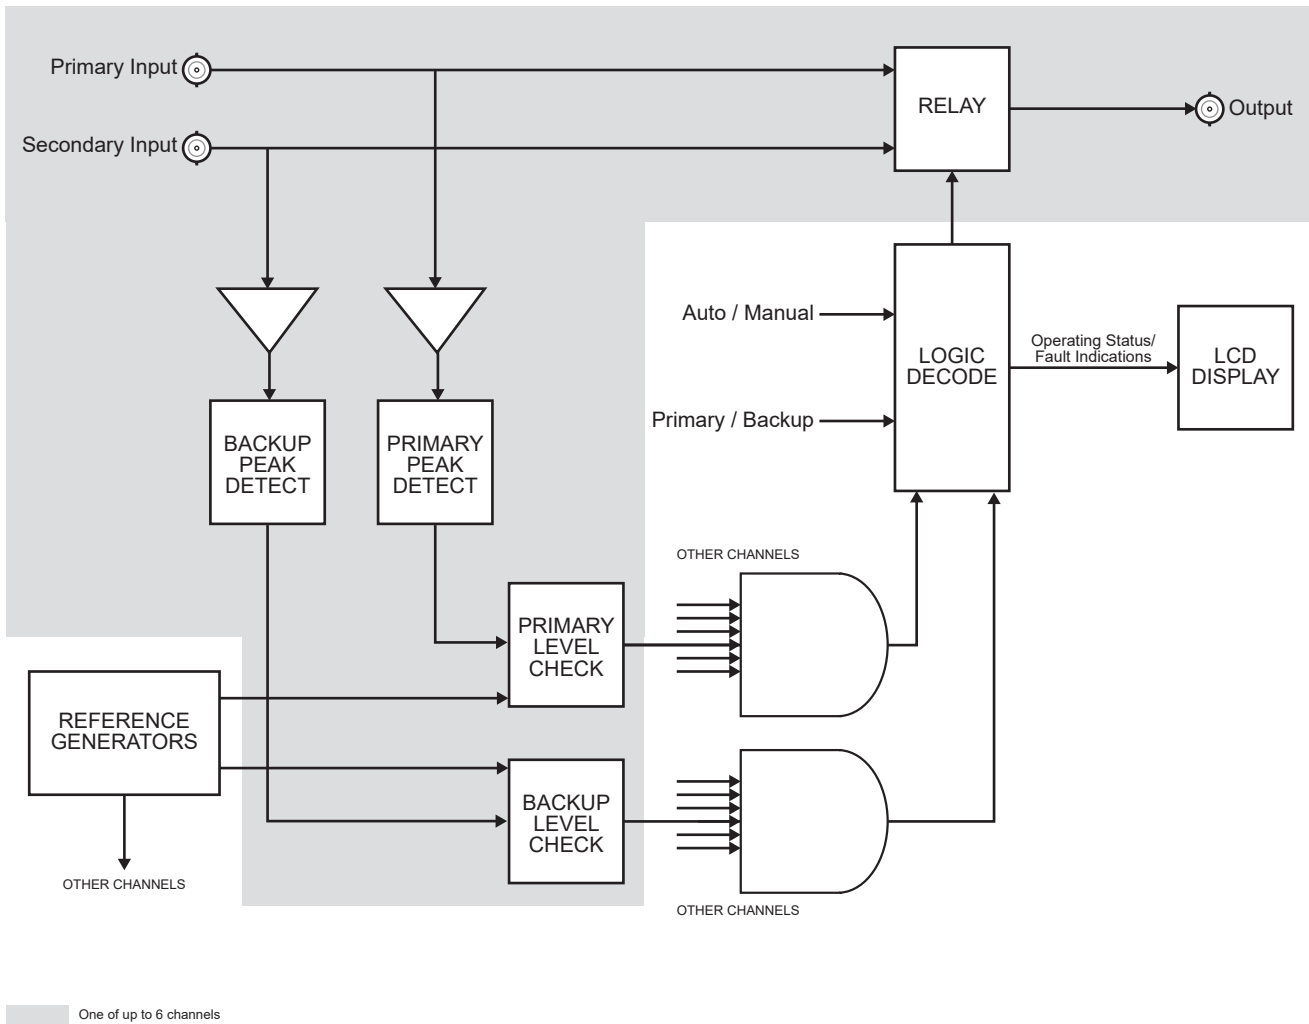 Primary Input
RELAY
Output
Secondary Input
Auto / Manual
Operating Status/
Fault Indications
LOGIC
DECODE
LCD
DISPLAY
Primary / Backup
BACKUP
PEAK
DETECT
PRIMARY
PEAK
DETECT
OTHER CHANNELS
PRIMARY
LEVEL
CHECK
REFERENCE
GENERATORS
BACKUP
LEVEL
CHECK
OTHER CHANNELS
OTHER CHANNELS
One of up to 6 channels